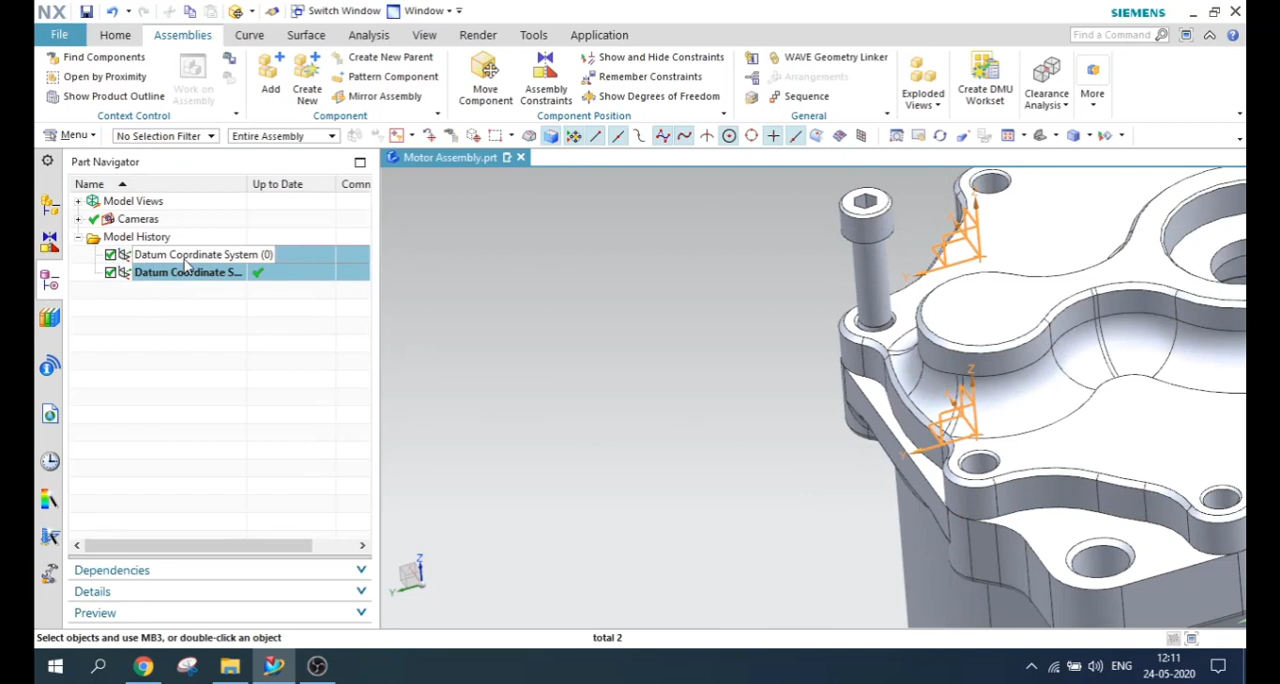 NX
Switch Window
Window
SIEMENS
File
Home
Assemblies
Curve
Surface
Analysis
View
Render
Tools
Application
Find a Command
Find Components
Open by Proximity
Show Product Outline
Work on
Assembly
Context Control
Add
Create
New
Create New Parent
Pattern Component
Mirror Assembly
Component
Move
Component
Assembly
Constraints
Show and Hide Constraints
Remember Constraints
Show Degrees of Freedom
Component Position
WAVE Geometry Linker
Arrangements
Sequence
General
Exploded
Views
Create DMU
Workset
Clearance
Analysis
More
Menu
No Selection Filter
Entire Assembly
Part Navigator
Motor Assembly.prt
Name
Up to Date
Comn
Model Views
Cameras
Model History
Datum Coordinate System (0)
Datum Coordinate S...
Z
Y
Z
Y
Z
Y
Dependencies
Details
Preview
Select objects and use MB3, or double-click an object
total 2
ENG
12:11
24-05-2020